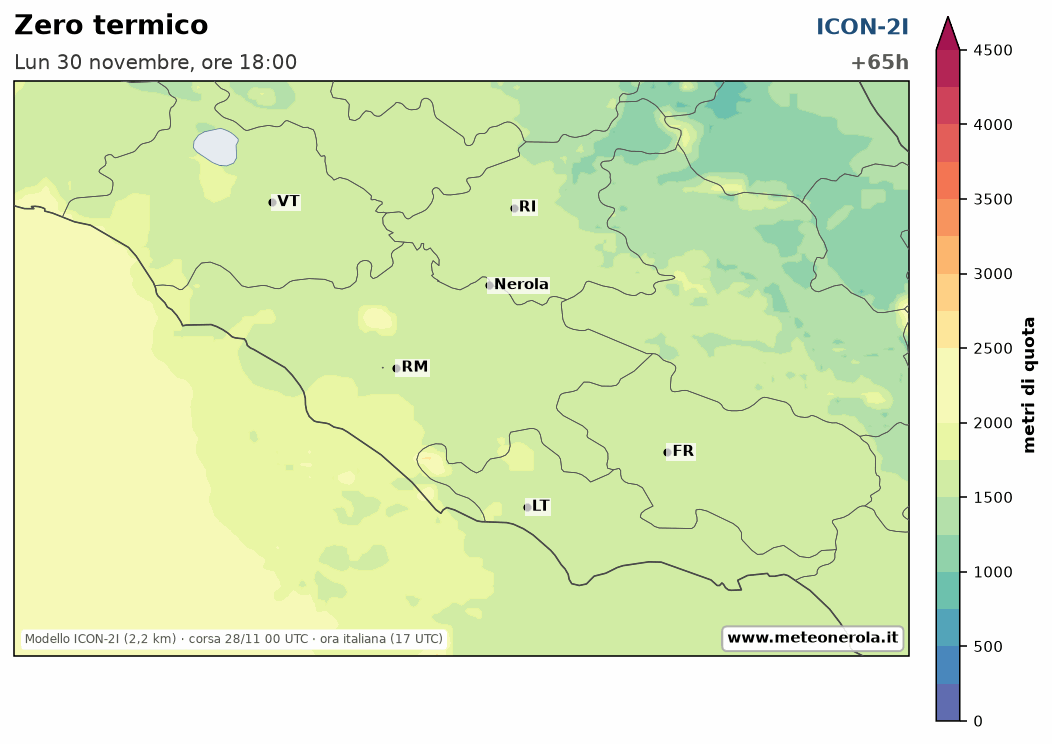 Zero termico
ICON-2I
Lun 30 novembre, ore 18:00
+65h
VT
RI
Nerola
RM
FR
LT
Modello ICON-2I (2,2 km) · corsa 28/11 00 UTC · ora italiana (17 UTC)
www.meteonerola.it
4500
4000
3500
3000
2500
2000
1500
1000
500
0
metri di quota